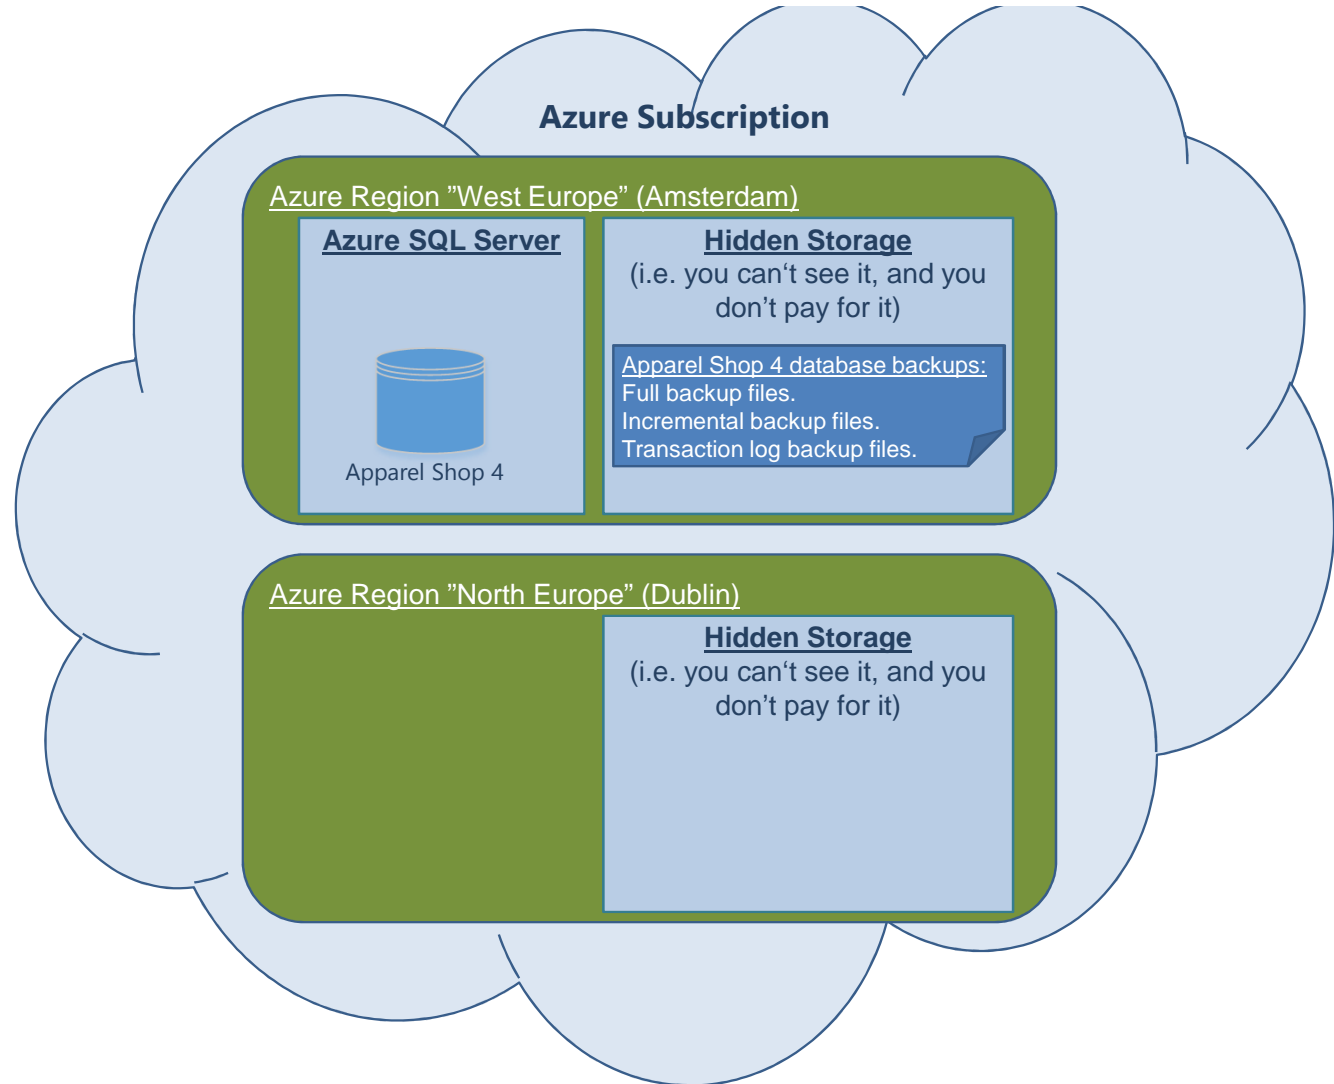 Azure Subscription
Azure Region ”West Europe” (Amsterdam)
Azure SQL Server
Apparel Shop 4
Hidden Storage
(i.e. you can‘t see it, and you
don’t pay for it)
Apparel Shop 4 database backups:
Full backup files.
Incremental backup files.
Transaction log backup files.
Azure Region ”North Europe” (Dublin)
Hidden Storage
(i.e. you can‘t see it, and you
don’t pay for it)